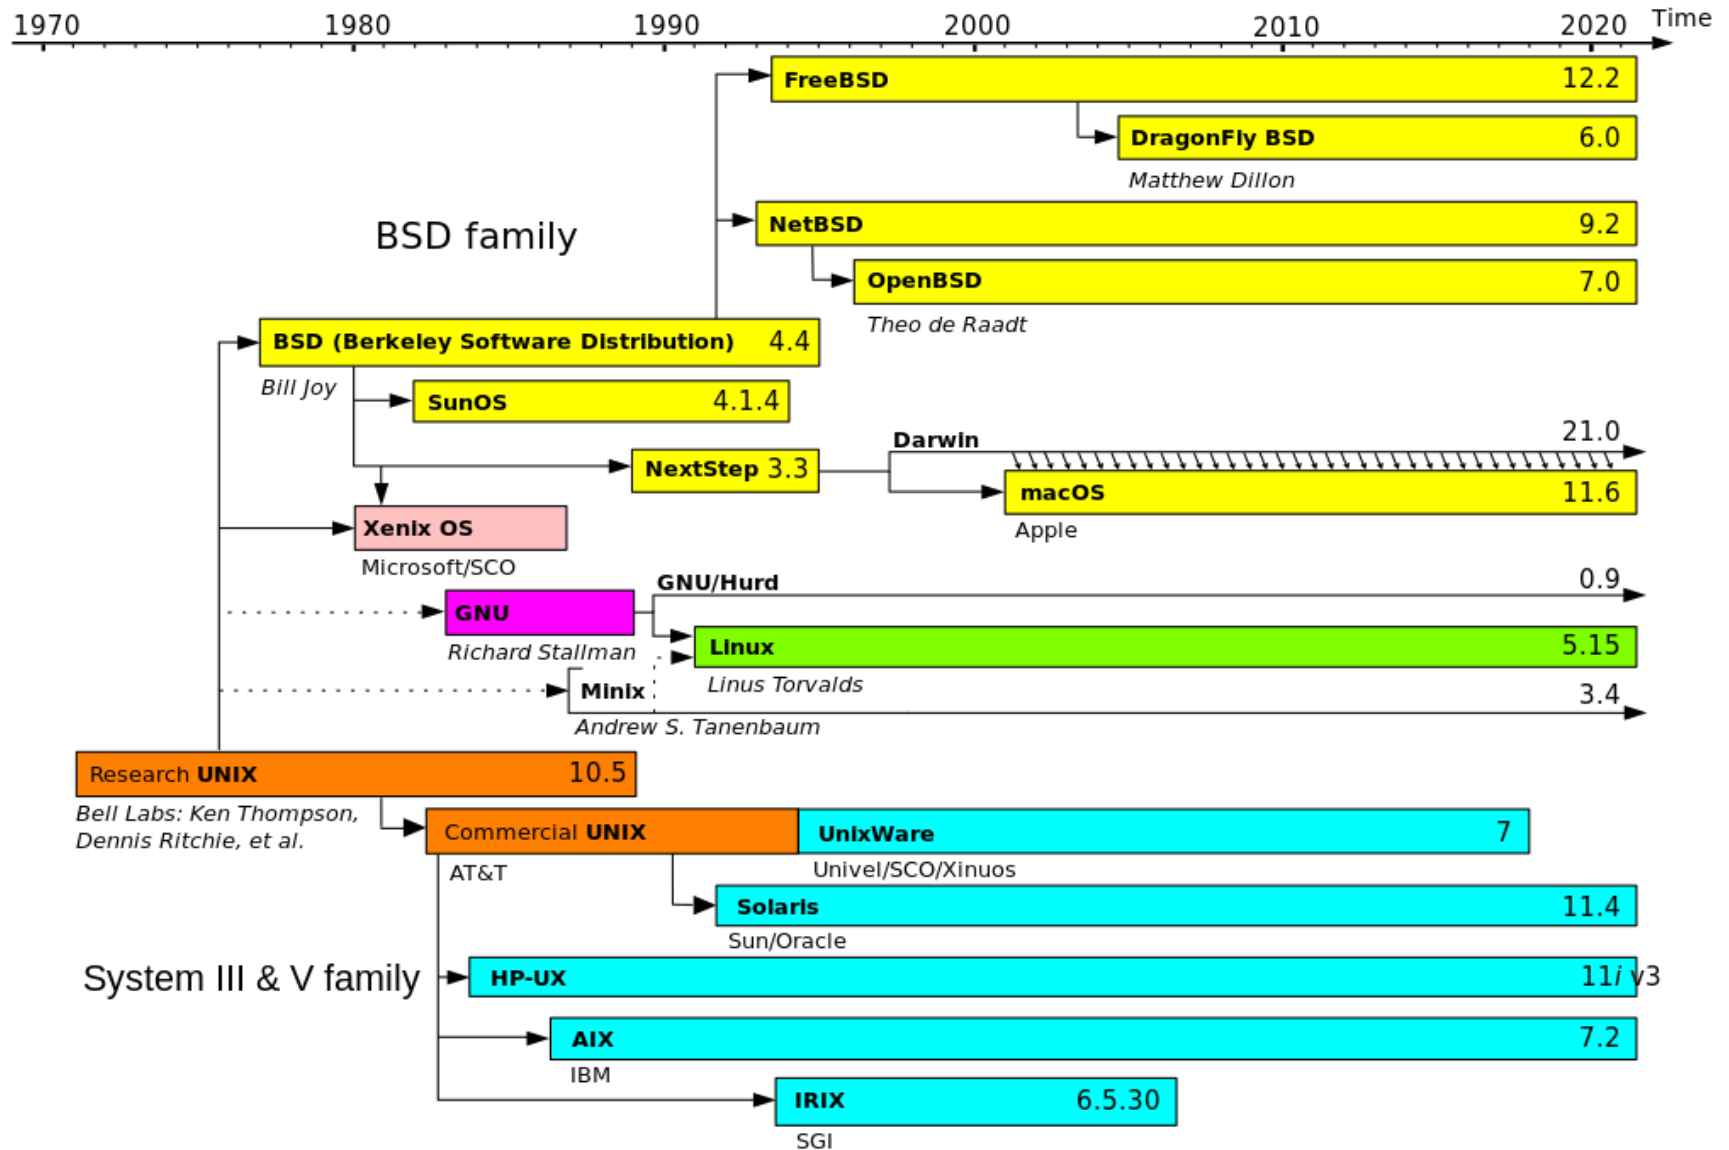 1970 1980 1990 2000 2010 2020 Time
FreeBSD 12.2
DragonFly BSD 6.0
Matthew Dillon
BSD family
NetBSD 9.2
OpenBSD 7.0
Theo de Raadt
BSD (Berkeley Software Distribution) 4.4
Bill Joy
SunOS 4.1.4
Darwin 21.0
NextStep 3.3
macOS 11.6
Apple
Xenix OS
Microsoft/SCO
GNU/Hurd 0.9
GNU
Richard Stallman
Linux 5.15
Linus Torvalds
Minix 3.4
Andrew S. Tanenbaum
Research UNIX 10.5
Bell Labs: Ken Thompson,
Dennis Ritchie, et al.
Commercial UNIX
AT&T
UnixWare 7
Univel/SCO/Xinuos
Solaris 11.4
Sun/Oracle
System III & V family
HP-UX 11i v3
AIX 7.2
IBM
IRIX 6.5.30
SGI